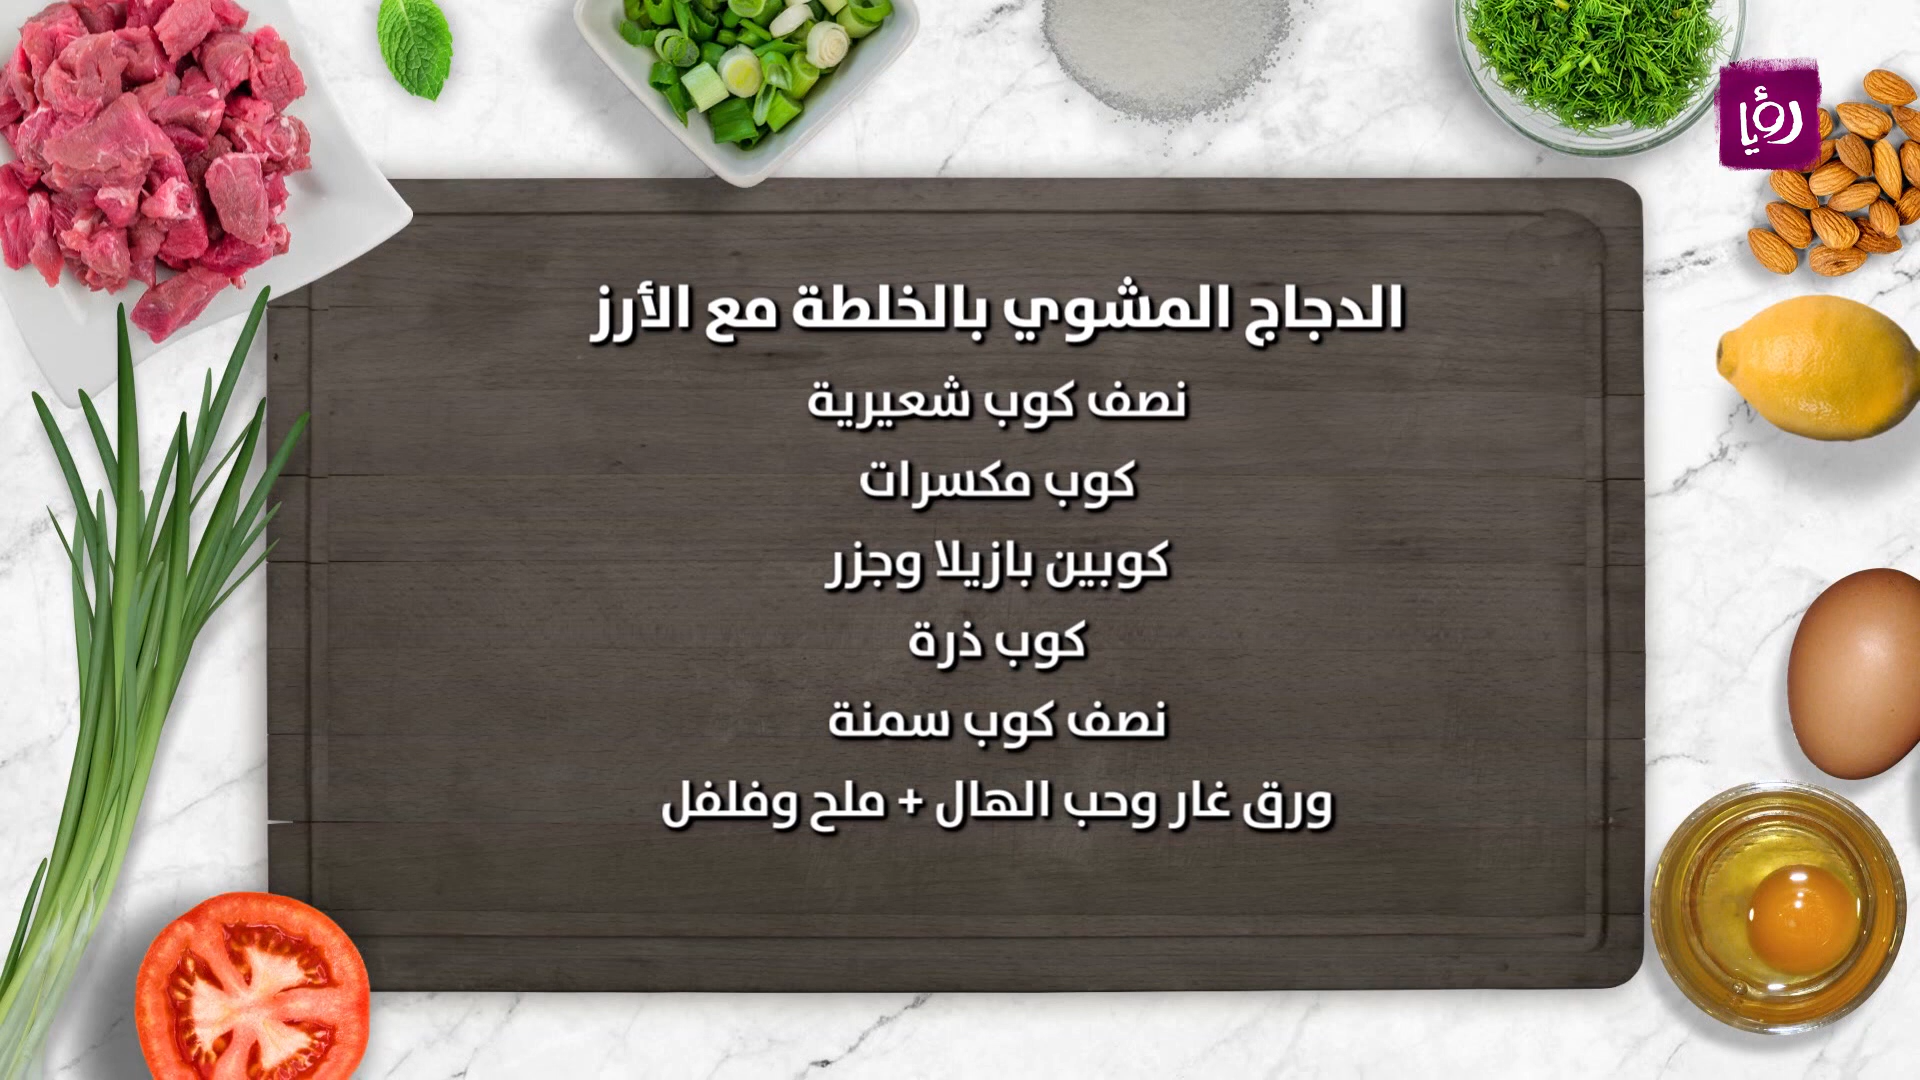 رؤيا
الدجاج المشوي بالخلطة مع الأرز
نصف كوب شعيرية
كوب مكسرات
كوبين بازيلا وجزر
كوب ذرة
نصف كوب سمنة
ورق غار وحب الهال + ملح وفلفل